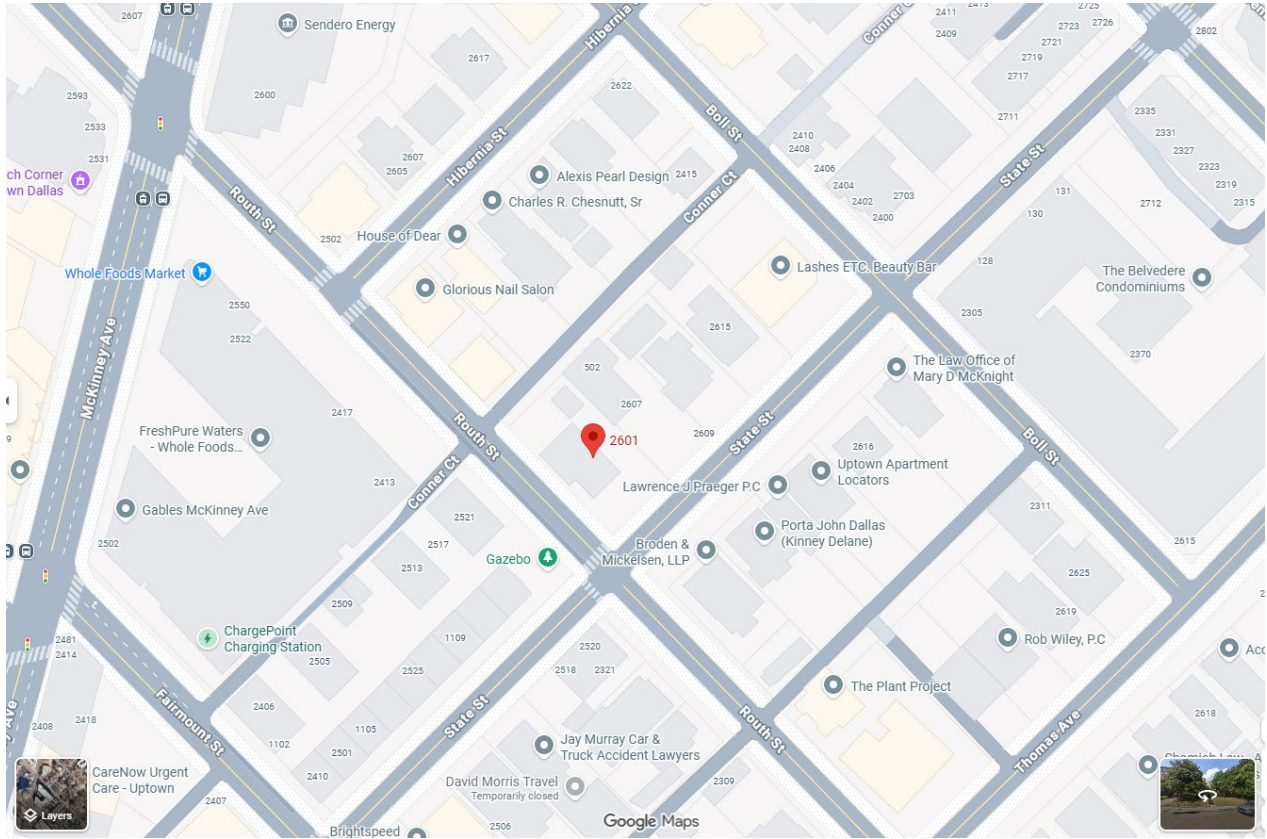 2607
Sendero Energy
Hibernia St
2411
2413
2725
2409
2723
2726
2721
2719
2717
2802
Conner C
2617
2622
2593
2600
2533
2531
Boll St
2711
2335
2331
2327
2323
2319
2315
2410
2408
2406
2404
2402
2400
2703
State St
Hibernia St
2607
2605
ch Corner
wn Dallas
Alexis Pearl Design
2415
Charles R. Chesnutt, Sr
Conner Ct
131
130
2712
Routh St
2502
House of Dear
128
Whole Foods Market
Lashes ETC. Beauty Bar
The Belvedere
Condominiums
Glorious Nail Salon
2550
2522
2615
2305
2370
McKinney Ave
502
The Law Office of
Mary D McKnight
2417
2607
2601
2609
State St
Routh St
FreshPure Waters
- Whole Foods...
Boll St
2616
Uptown Apartment
Locators
2413
Conner Ct
Lawrence J Praeger P.C
Gables McKinney Ave
2521
2517
2311
Porta John Dallas
(Kinney Delane)
Broden &
Mickelsen, LLP
2502
Gazebo
2513
2615
2625
2509
2619
ChargePoint
Charging Station
2481
2414
1109
2520
2518
2321
Rob Wiley, P.C
2505
2525
The Plant Project
Fairmount St
2406
State St
Routh St
2408
2418
1105
1102
2501
2410
2618
Thomas Ave
Jay Murray Car &
Truck Accident Lawyers
CareNow Urgent
Care - Uptown
David Morris Travel
Temporarily closed
2309
2407
Layers
2506
Google Maps
Brightspeed